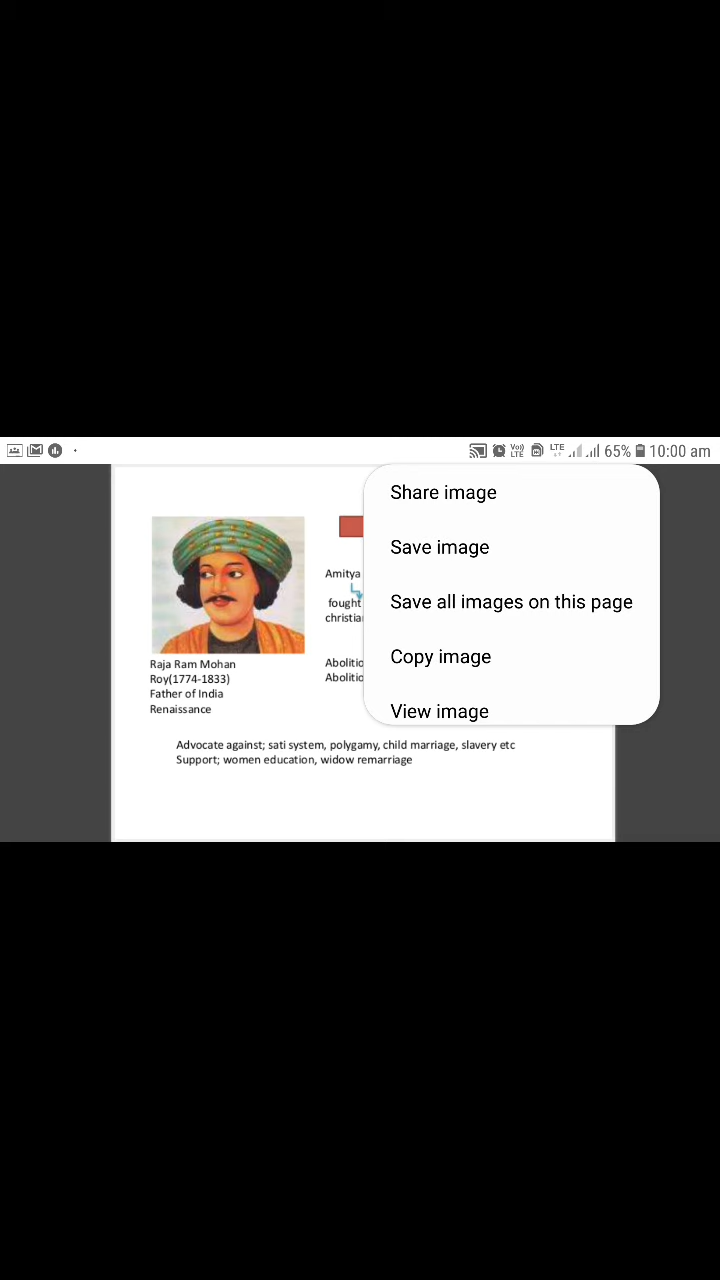 65% 10:00 am
Share image
Save image
Save all images on this page
Copy image
View image
Amitya
fought
christia
Raja Ram Mohan
Roy(1774-1833)
Father of India
Renaissance
Abolitio
Abolitio
Advocate against; sati system, polygamy, child marriage, slavery etc
Support; women education, widow remarriage